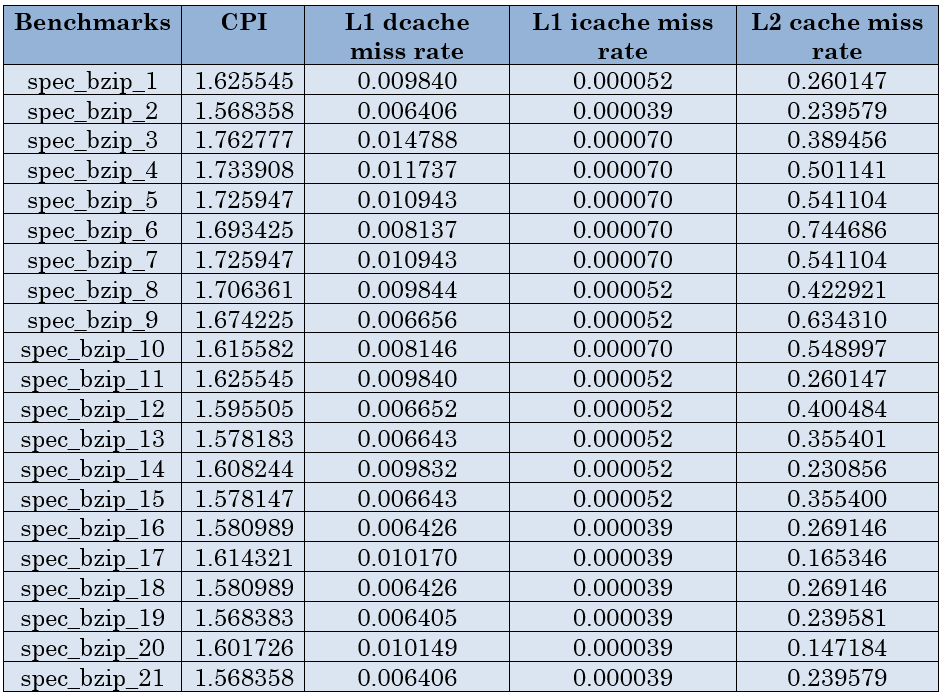 Benchmarks CPI L1 dcache miss rate L1 icache miss rate L2 cache miss rate
spec_bzip_1 1.625545 0.009840 0.000052 0.260147
spec_bzip_2 1.568358 0.006406 0.000039 0.239579
spec_bzip_3 1.762777 0.014788 0.000070 0.389456
spec_bzip_4 1.733908 0.011737 0.000070 0.501141
spec_bzip_5 1.725947 0.010943 0.000070 0.541104
spec_bzip_6 1.693425 0.008137 0.000070 0.744686
spec_bzip_7 1.725947 0.010943 0.000070 0.541104
spec_bzip_8 1.706361 0.009844 0.000052 0.422921
spec_bzip_9 1.674225 0.006656 0.000052 0.634310
spec_bzip_10 1.615582 0.008146 0.000070 0.548997
spec_bzip_11 1.625545 0.009840 0.000052 0.260147
spec_bzip_12 1.595505 0.006652 0.000052 0.400484
spec_bzip_13 1.578183 0.006643 0.000052 0.355401
spec_bzip_14 1.608244 0.009832 0.000052 0.230856
spec_bzip_15 1.578147 0.006643 0.000052 0.355400
spec_bzip_16 1.580989 0.006426 0.000039 0.269146
spec_bzip_17 1.614321 0.010170 0.000039 0.165346
spec_bzip_18 1.580989 0.006426 0.000039 0.269146
spec_bzip_19 1.568383 0.006405 0.000039 0.239581
spec_bzip_20 1.601726 0.010149 0.000039 0.147184
spec_bzip_21 1.568358 0.006406 0.000039 0.239579